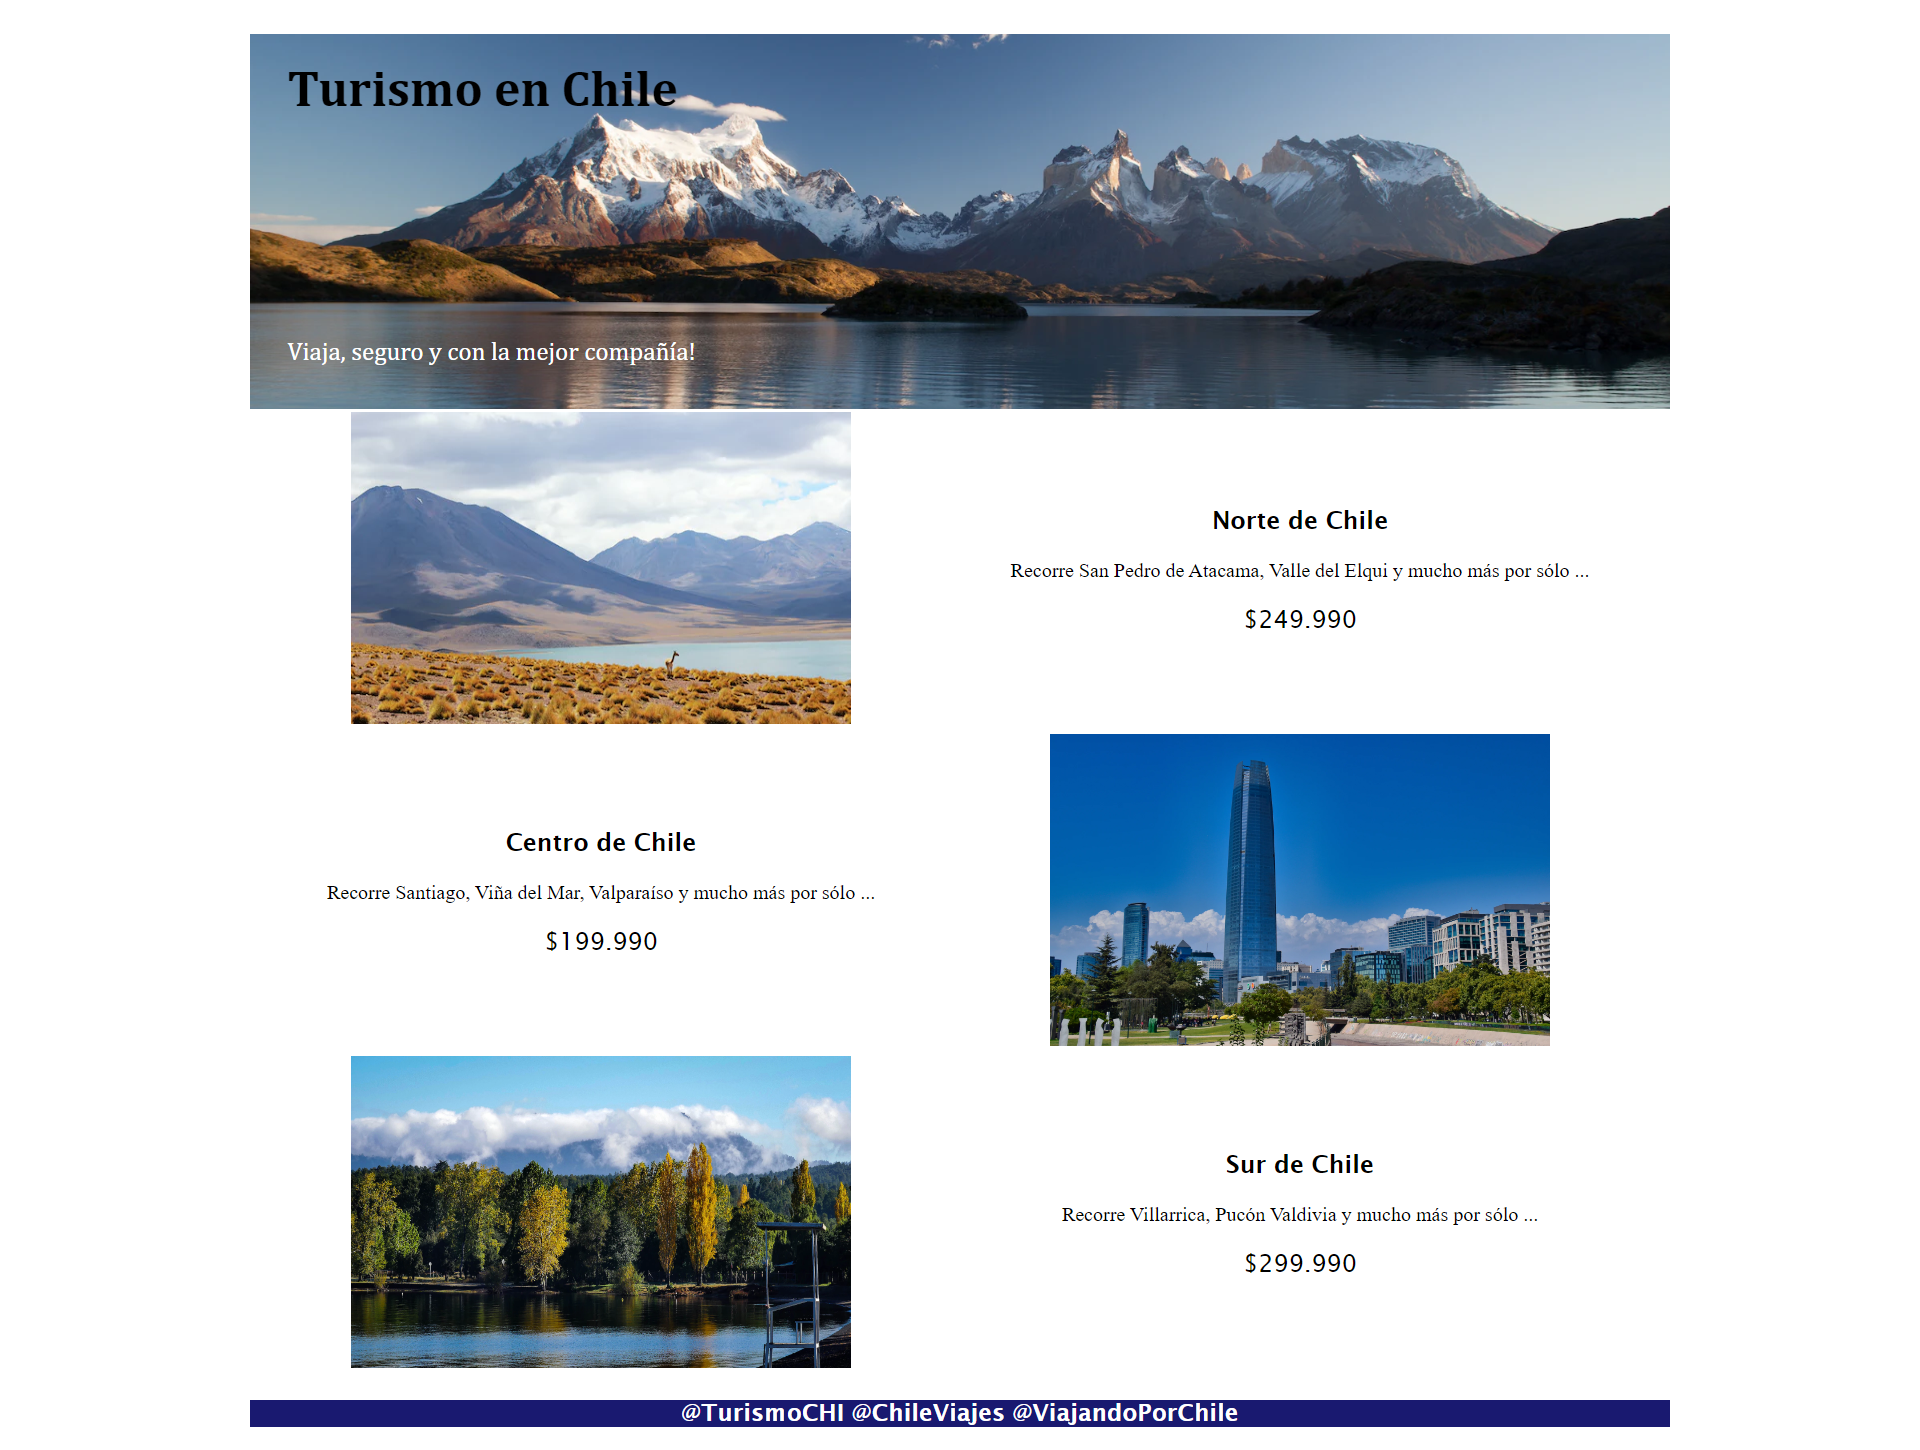 Turismo en Chile
Viaja, seguro y con la mejor compañía!
Norte de Chile
Recorre San Pedro de Atacama, Valle del Elqui y mucho más por sólo ...
$249.990
Centro de Chile
Recorre Santiago, Viña del Mar, Valparaíso y mucho más por sólo ...
$199.990
Sur de Chile
Recorre Villarrica, Pucón Valdivia y mucho más por sólo ...
$299.990
@TurismoCHI @ChileViajes @ViajandoPorChile